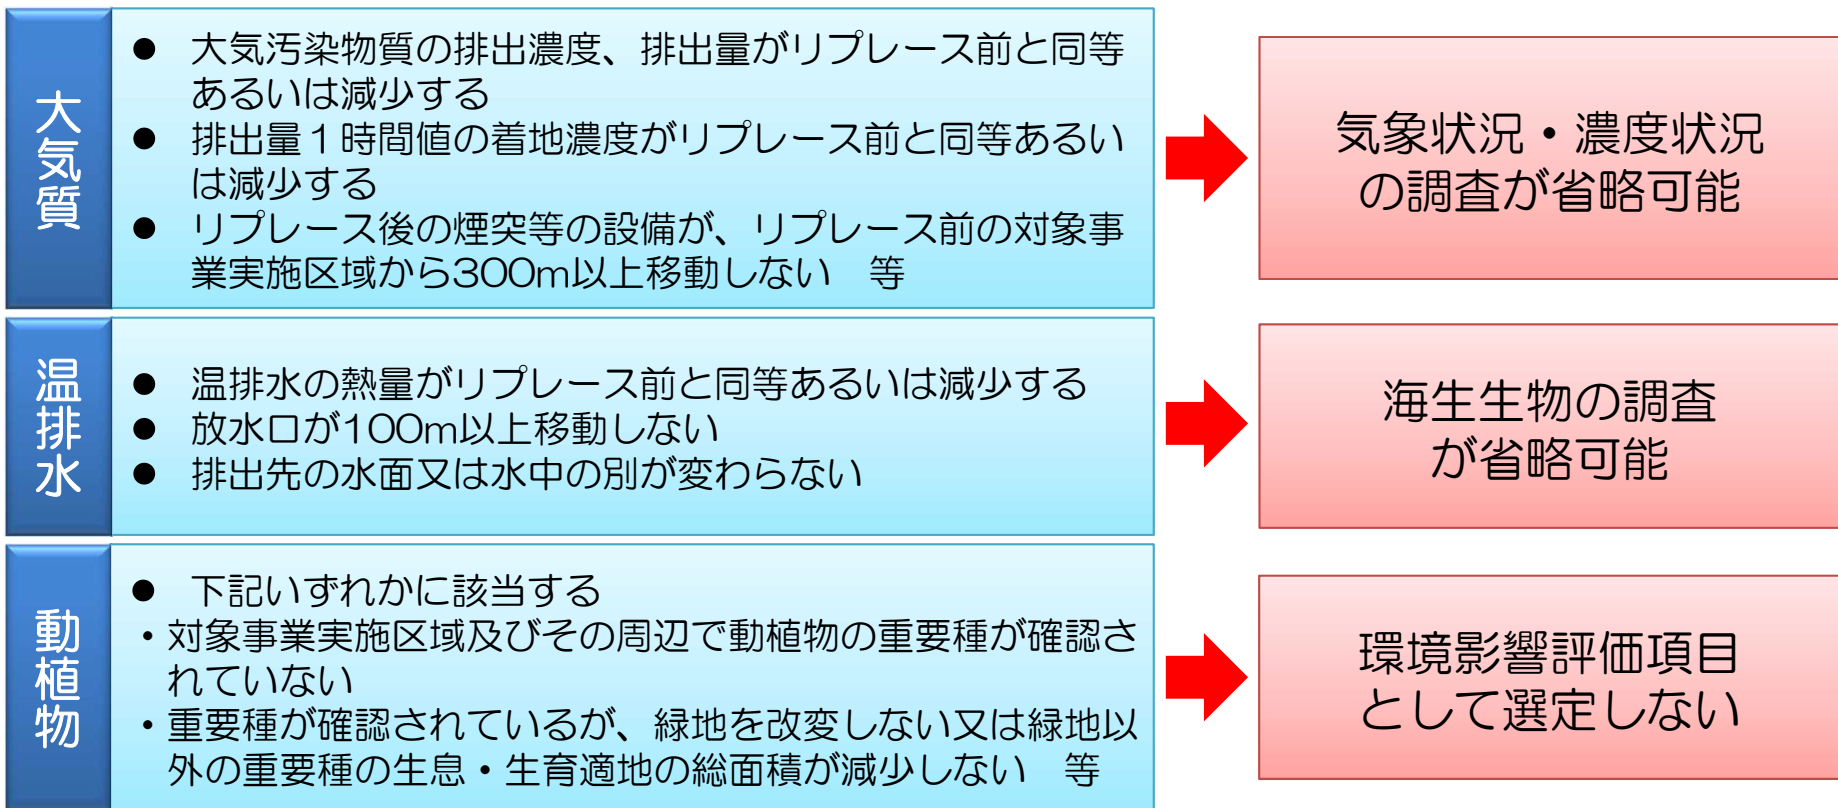 大気質
● 大気汚染物質の排出濃度、排出量がリプレース前と同等
あるいは減少する
● 排出量１時間値の着地濃度がリプレース前と同等あるい
は減少する
● リプレース後の煙突等の設備が、リプレース前の対象事
業実施区域から300m以上移動しない　等
気象状況・濃度状況
の調査が省略可能
温排水
● 温排水の熱量がリプレース前と同等あるいは減少する
● 放水口が100m以上移動しない
● 排出先の水面又は水中の別が変わらない
海生生物の調査
が省略可能
動植物
● 下記いずれかに該当する
・対象事業実施区域及びその周辺で動植物の重要種が確認さ
れていない
・重要種が確認されているが、緑地を改変しない又は緑地以
外の重要種の生息・生育適地の総面積が減少しない　等
環境影響評価項目
として選定しない